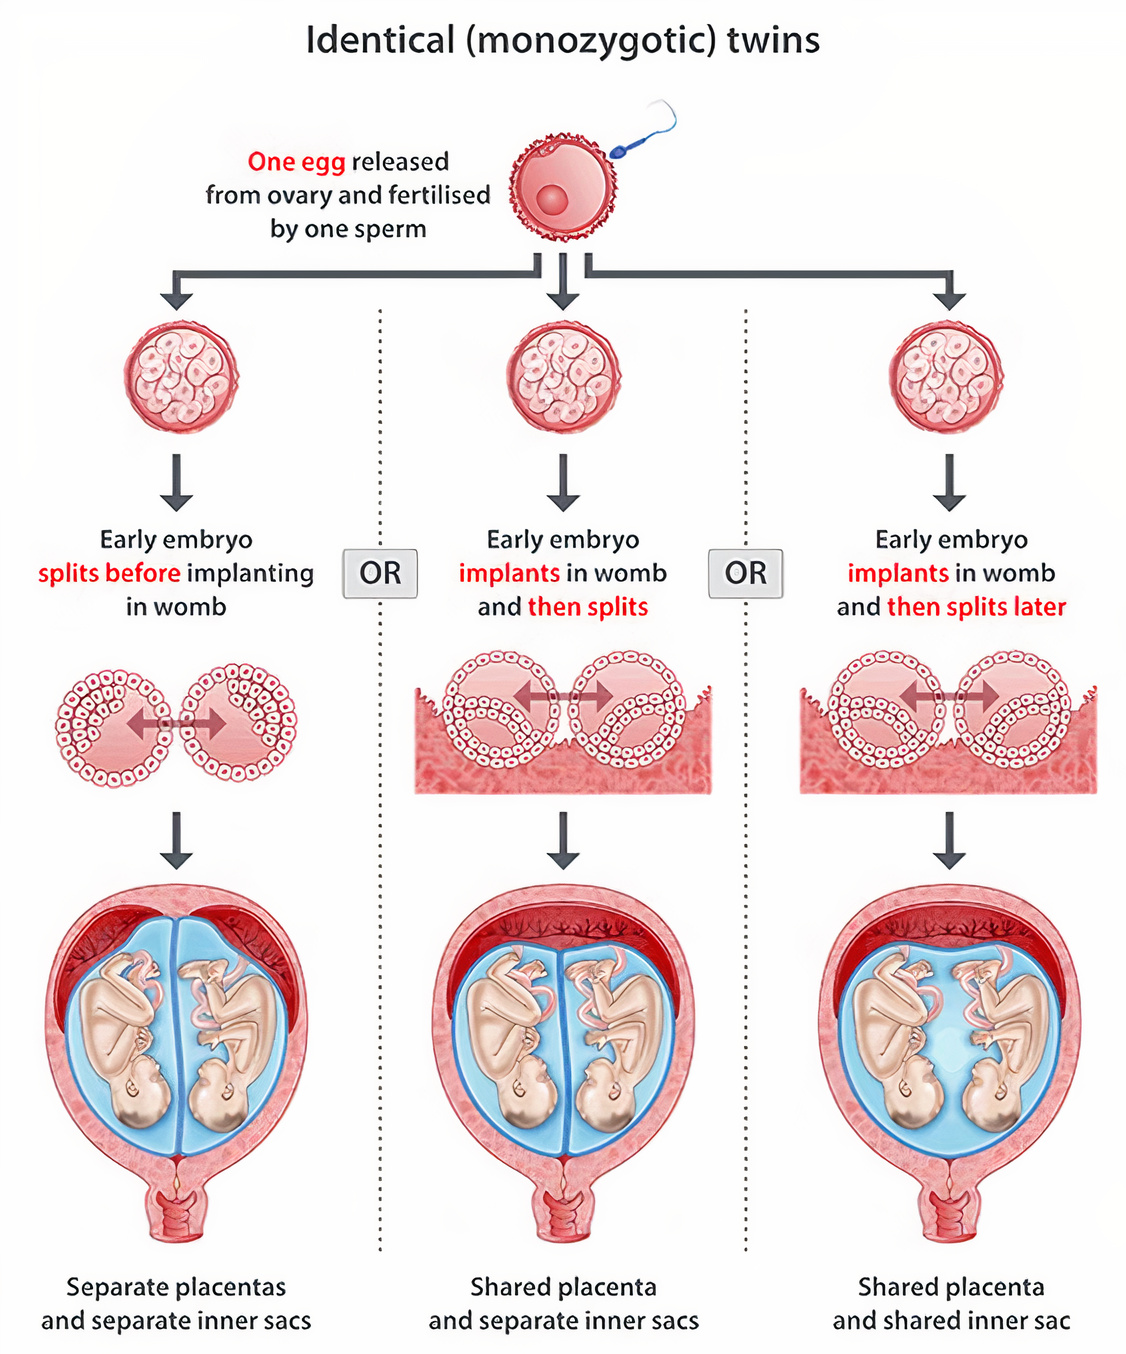 Identical (monozygotic) twins
One egg released
from ovary and fertilised
by one sperm
Early embryo
splits before implanting
in womb
OR
Early embryo
implants in womb
and then splits
OR
Early embryo
implants in womb
and then splits later
Separate placentas
and separate inner sacs
Shared placenta
and separate inner sacs
Shared placenta
and shared inner sac